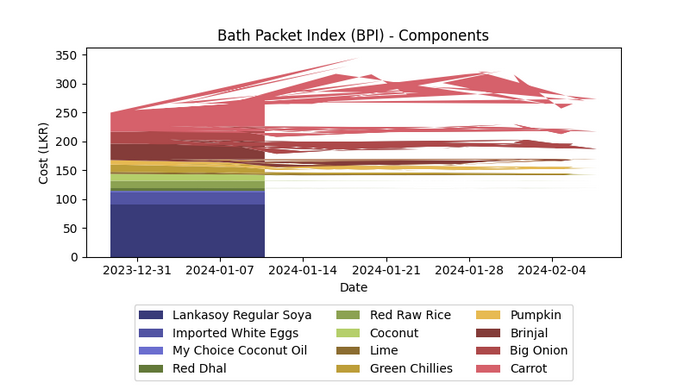 Bath Packet Index (BPI) - Components
Cost (LKR)
350
300
250
200
150
100
50
0
2023-12-31 2024-01-07 2024-01-14 2024-01-21 2024-01-28 2024-02-04
Date
Lankasoy Regular Soya Red Raw Rice Pumpkin
Imported White Eggs Coconut Brinjal
My Choice Coconut Oil Lime Big Onion
Red Dhal Green Chillies Carrot